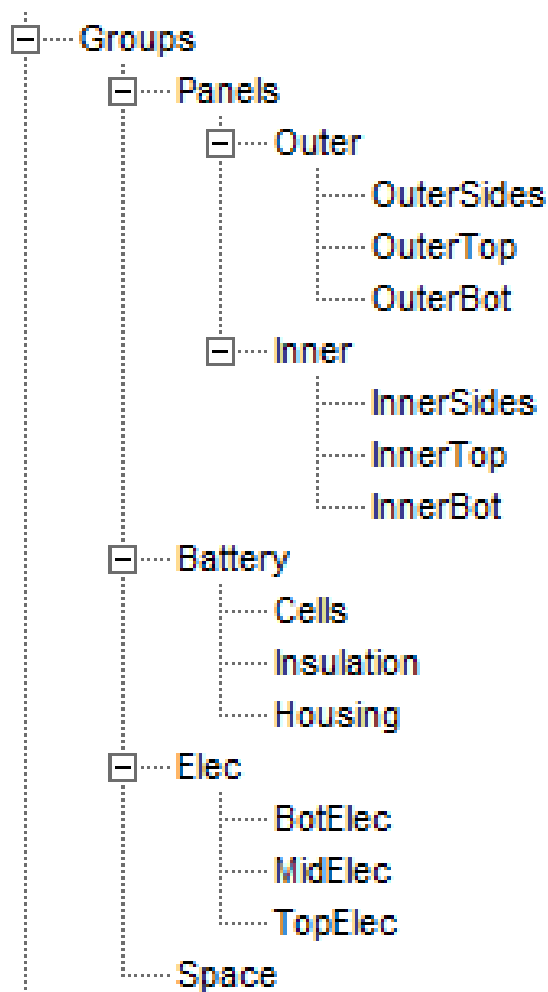 Groups
Panels
Outer
OuterSides
OuterTop
OuterBot
Inner
InnerSides
InnerTop
InnerBot
Battery
Cells
Insulation
Housing
Elec
BotElec
MidElec
TopElec
Space